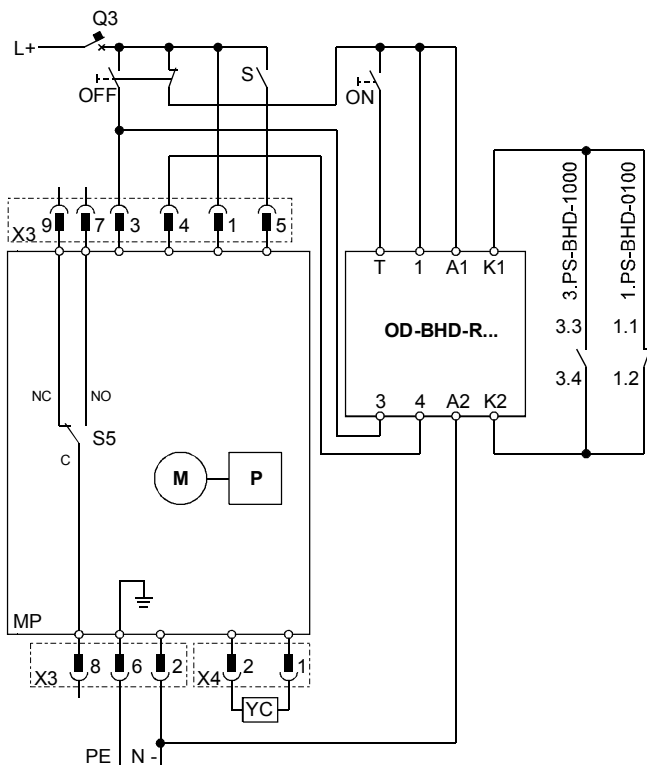 Q3
L+
OFF
S
ON
3.PS-BHD-1000
1.PS-BHD-0100
X3
9
7
3
4
1
5
T
1
A1
K1
OD-BHD-R...
3.3
1.1
3.4
1.2
3
4
A2
K2
NC
NO
S5
C
M
P
MP
X3
8
6
2
X4
2
1
YC
PE
N -